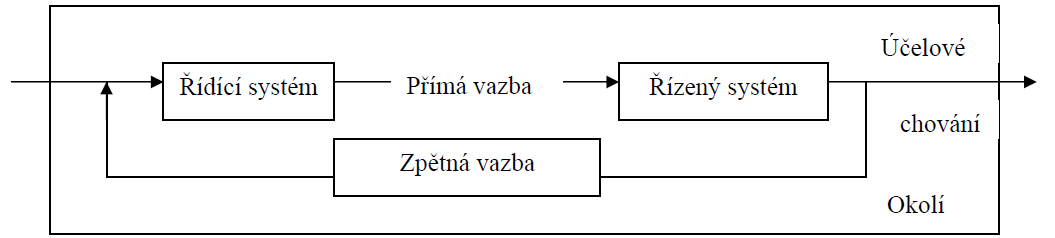 Účelové
Řídící systém
Přímá vazba
Řízený systém
chování
Zpětná vazba
Okolí